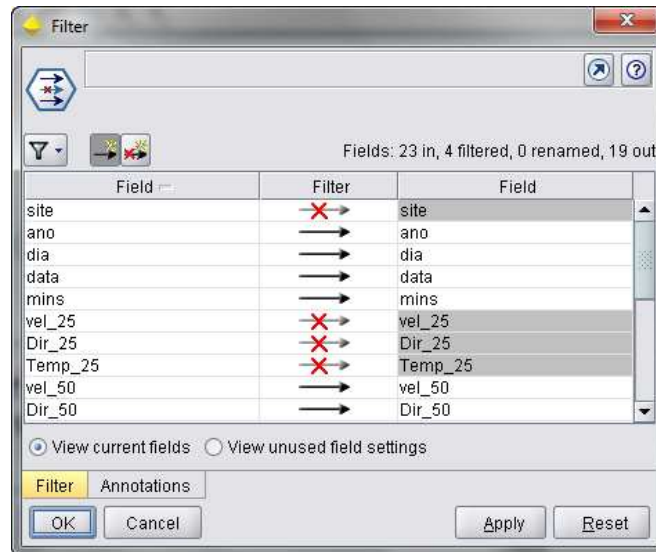 Filter
Fields: 23 in, 4 filtered, 0 renamed, 19 out
Field Filter Field
site site
ano ano
dia dia
data data
mins mins
vel_25 vel_25
Dir_25 Dir_25
Temp_25 Temp_25
vel_50 vel_50
Dir_50 Dir_50
View current fields View unused field settings
Filter Annotations
OK Cancel Apply Reset